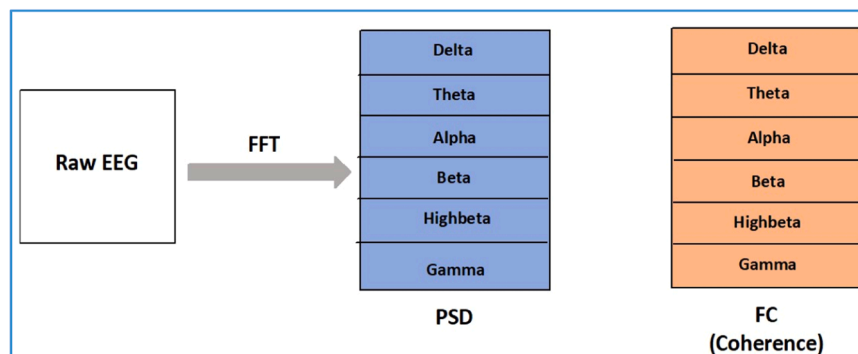 Raw EEG
FFT
Delta
Theta
Alpha
Beta
Highbeta
Gamma
PSD
Delta
Theta
Alpha
Beta
Highbeta
Gamma
FC
(Coherence)